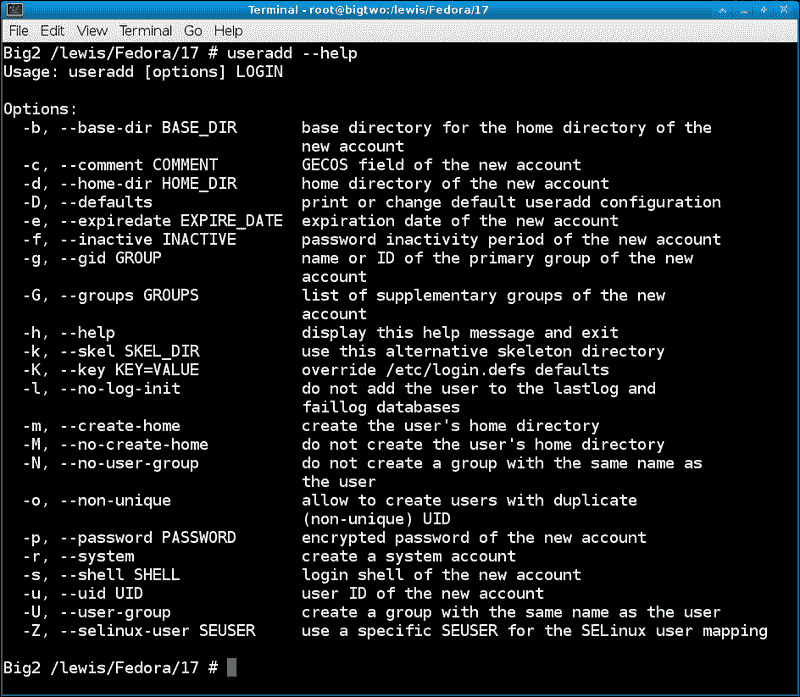 Terminal - root@bigtwo:/lewis/Fedora/17
File Edit View Terminal Go Help
Big2 /lewis/Fedora/17 # useradd --help
Usage: useradd [options] LOGIN

Options:
  -b, --base-dir BASE_DIR       base directory for the home directory of the
                                new account
  -c, --comment COMMENT         GECOS field of the new account
  -d, --home-dir HOME_DIR       home directory of the new account
  -D, --defaults                print or change default useradd configuration
  -e, --expiredate EXPIRE_DATE  expiration date of the new account
  -f, --inactive INACTIVE       password inactivity period of the new account
  -g, --gid GROUP               name or ID of the primary group of the new
                                account
  -G, --groups GROUPS           list of supplementary groups of the new
                                account
  -h, --help                    display this help message and exit
  -k, --skel SKEL_DIR           use this alternative skeleton directory
  -K, --key KEY=VALUE           override /etc/login.defs defaults
  -l, --no-log-init             do not add the user to the lastlog and
                                faillog databases
  -m, --create-home             create the user's home directory
  -M, --no-create-home          do not create the user's home directory
  -N, --no-user-group           do not create a group with the same name as
                                the user
  -o, --non-unique              allow to create users with duplicate
                                (non-unique) UID
  -p, --password PASSWORD       encrypted password of the new account
  -r, --system                  create a system account
  -s, --shell SHELL             login shell of the new account
  -u, --uid UID                 user ID of the new account
  -U, --user-group              create a group with the same name as the user
  -Z, --selinux-user SEUSER     use a specific SEUSER for the SELinux user mapping

Big2 /lewis/Fedora/17 #